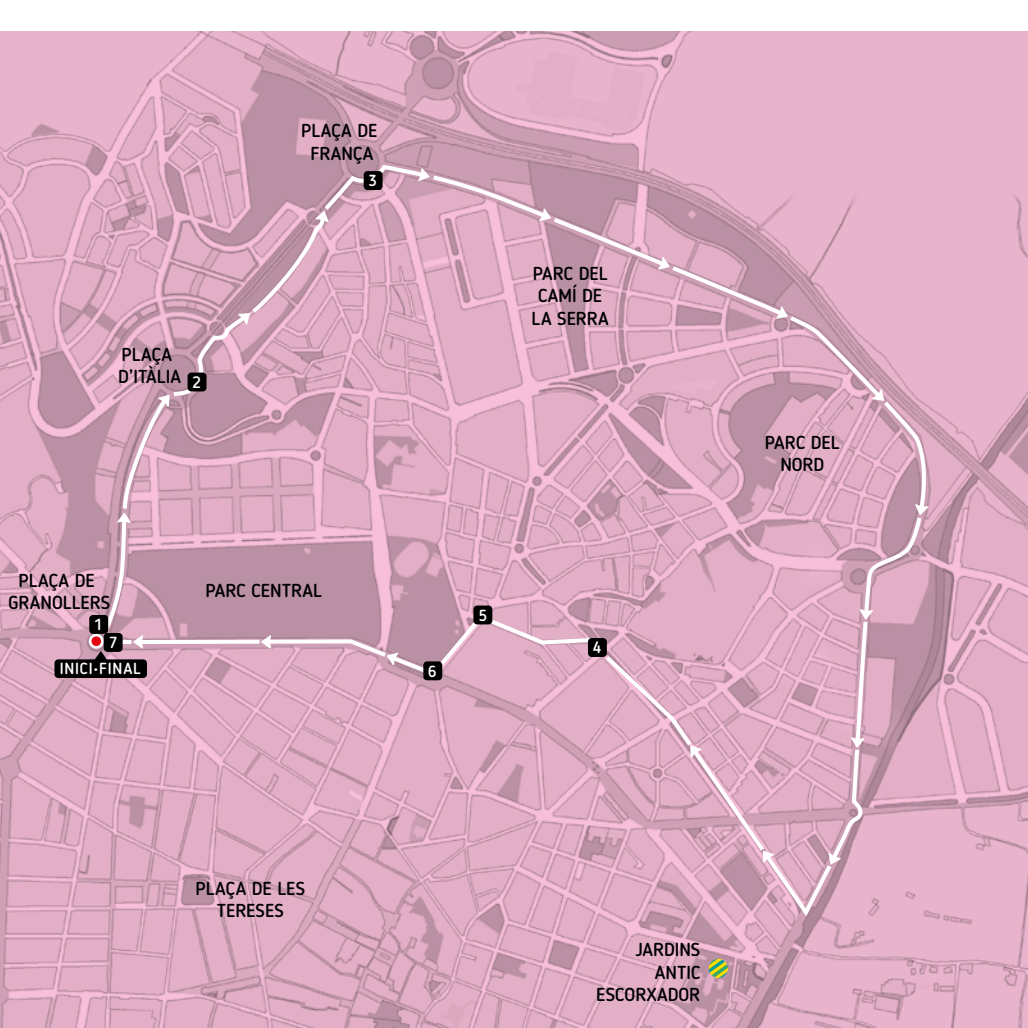 PLAÇA DE
FRANÇA
3
PARC DEL
CAMÍ DE
LA SERRA
PLAÇA
D'ITÀLIA
2
PARC DEL
NORD
PLAÇA DE
GRANOLLERS
PARC CENTRAL
1
7
INICI·FINAL
5
4
6
PLAÇA DE LES
TERESES
JARDINS
ANTIC
ESCORXADOR